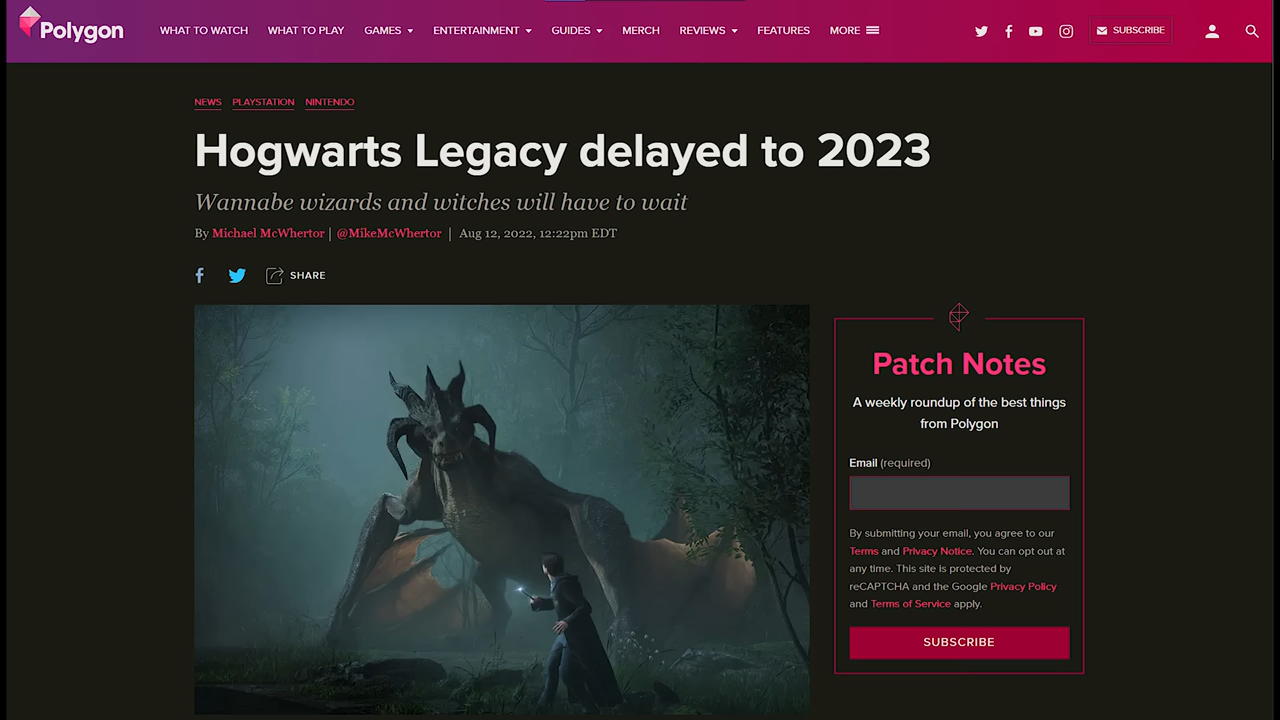 Polygon
WHAT TO WATCH WHAT TO PLAY GAMES ENTERTAINMENT GUIDES MERCH REVIEWS FEATURES MORE SUBSCRIBE
NEWS PLAYSTATION NINTENDO
Hogwarts Legacy delayed to 2023
Wannabe wizards and witches will have to wait
By Michael McWhertor | @MikeMcWhertor | Aug 12, 2022, 12:22pm EDT
SHARE
Patch Notes
A weekly roundup of the best things
from Polygon
Email (required)
By submitting your email, you agree to our
Terms and Privacy Notice. You can opt out at
any time. This site is protected by
reCAPTCHA and the Google Privacy Policy
and Terms of Service apply.
SUBSCRIBE